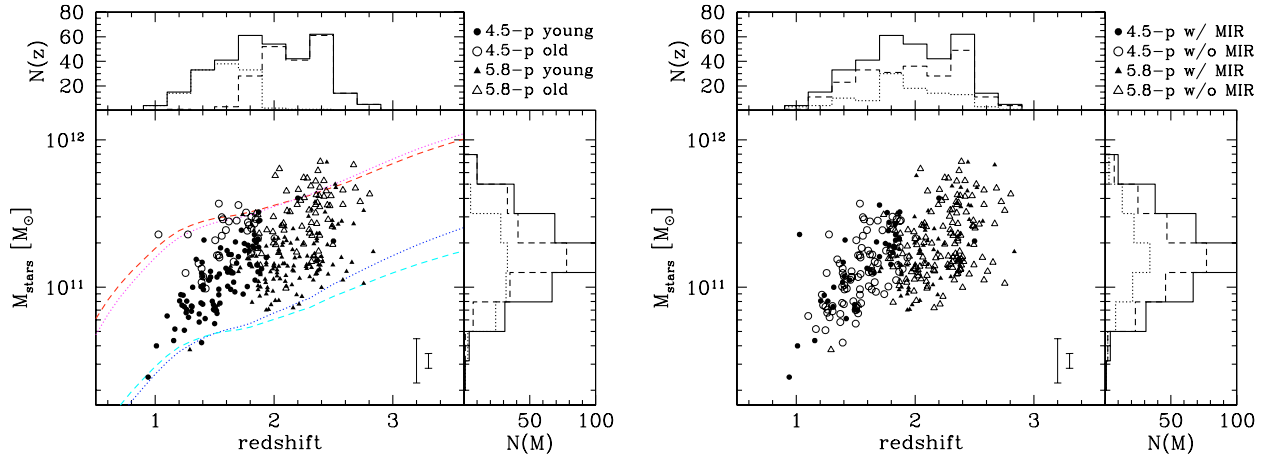 80
60
40
20
N(z)
4.5-p young
4.5-p old
5.8-p young
5.8-p old
10¹²
10¹¹
M_stars [M_⊙]
1 2 3
redshift
50 100
N(M)
80
60
40
20
N(z)
4.5-p w/ MIR
4.5-p w/o MIR
5.8-p w/ MIR
5.8-p w/o MIR
10¹²
10¹¹
M_stars [M_⊙]
1 2 3
redshift
50 100
N(M)